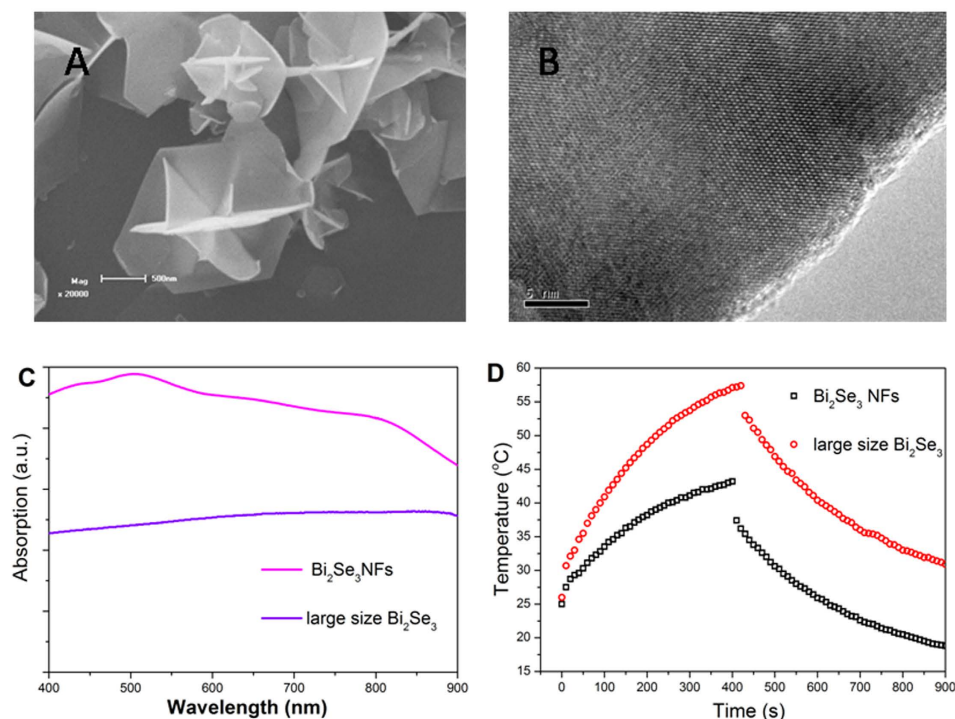 A
Mag
x 20000
500nm
B
5 nm
C
Absorption (a.u.)
Bi₂Se₃NFs
large size Bi₂Se₃
400
500
600
700
800
900
Wavelength (nm)
D
Temperature (°C)
60
55
50
45
40
35
30
25
20
15
Bi₂Se₃ NFs
large size Bi₂Se₃
0
100
200
300
400
500
600
700
800
900
Time (s)